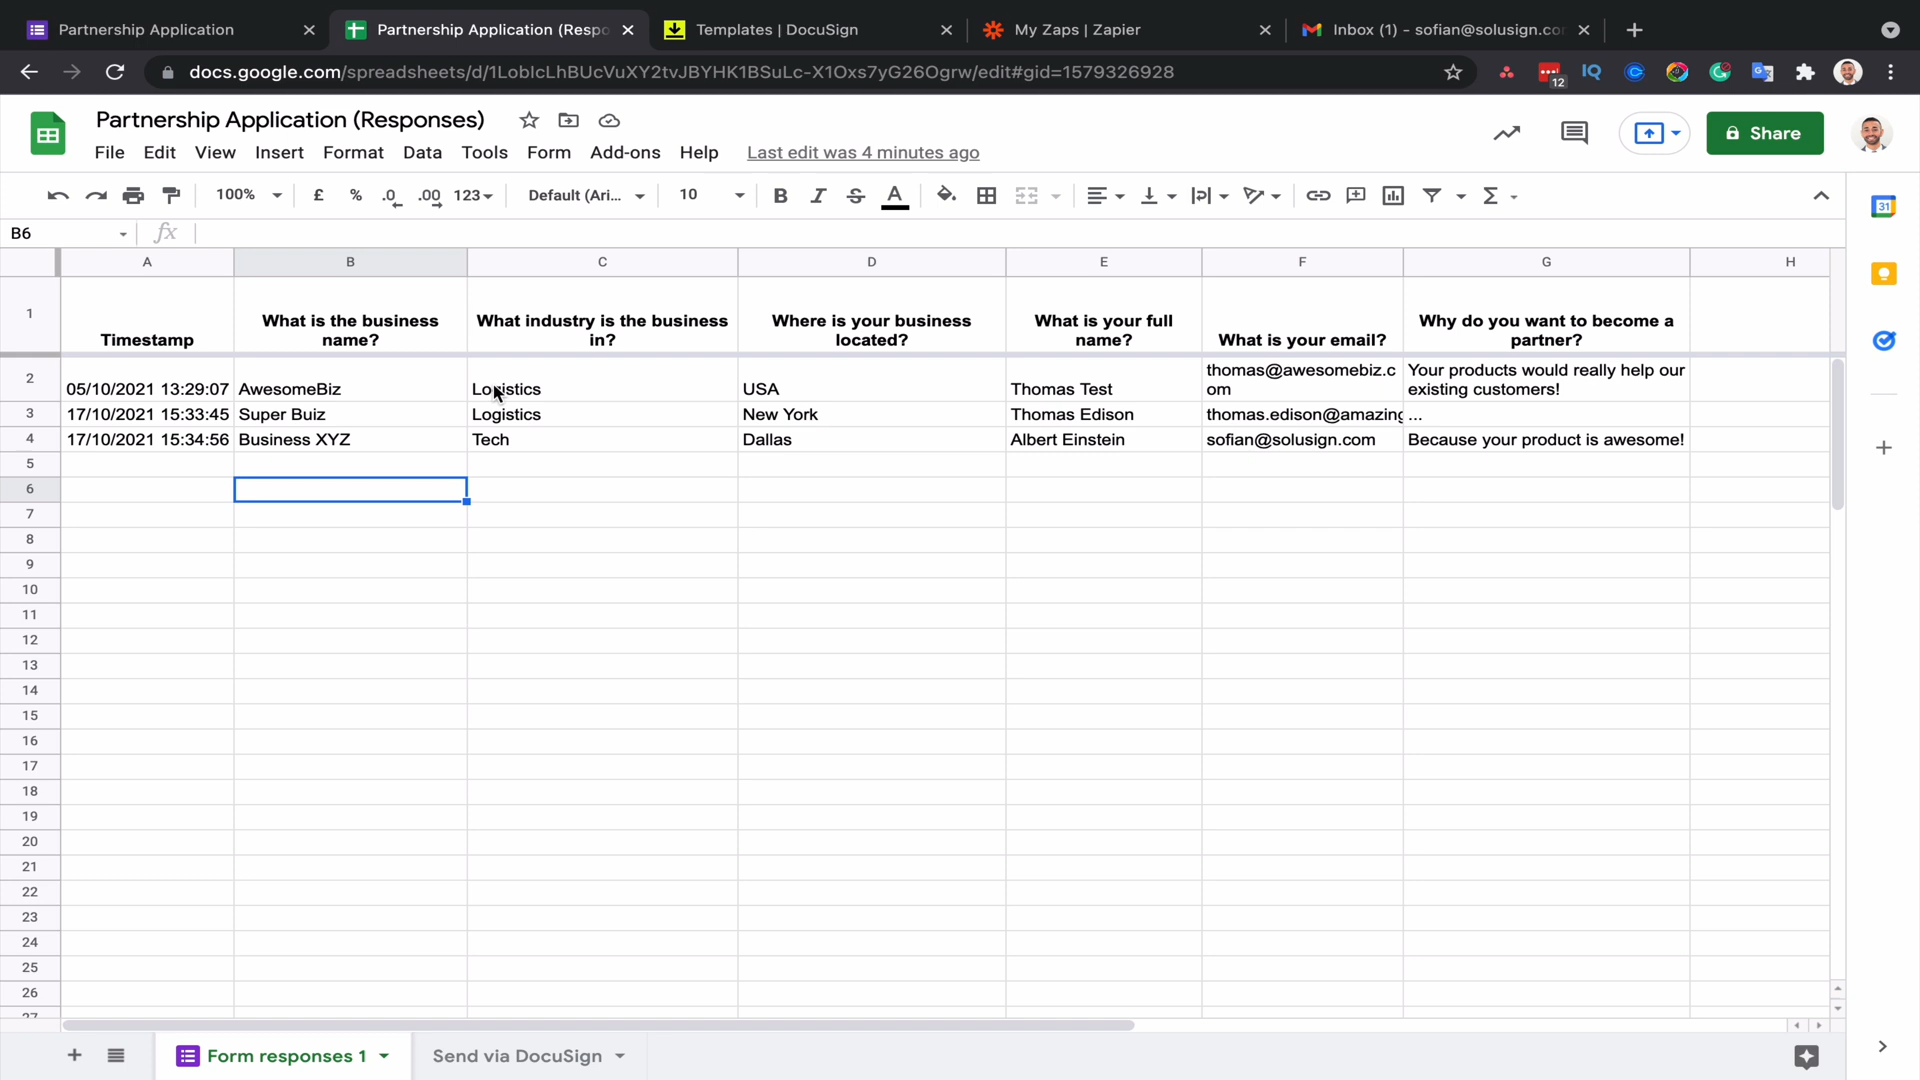 Partnership Application
Partnership Application (Respo
Templates | DocuSign
My Zaps | Zapier
Inbox (1) - sofian@solusign.co
docs.google.com/spreadsheets/d/1LobIcLhBUcVuXY2tvJBYHK1BSuLc-X1Oxs7yG26Ogrw/edit#gid=1579326928
12
IQ
Partnership Application (Responses)
Share
File Edit View Insert Format Data Tools Form Add-ons Help Last edit was 4 minutes ago
100% £ % .0 .00 123 Default (Ari... 10 B I S A Σ
31
B6 fx
A B C D E F G H
1 Timestamp
What is the business
name?
What industry is the business
in?
Where is your business
located?
What is your full
name?
What is your email?
Why do you want to become a
partner?
2 05/10/2021 13:29:07 AwesomeBiz Logistics USA Thomas Test
thomas@awesomebiz.c
om
Your products would really help our
existing customers!
3 17/10/2021 15:33:45 Super Buiz Logistics New York Thomas Edison thomas.edison@amazing ...
4 17/10/2021 15:34:56 Business XYZ Tech Dallas Albert Einstein sofian@solusign.com Because your product is awesome!
5
6
7
8
9
10
11
12
13
14
15
16
17
18
19
20
21
22
23
24
25
26
27
Form responses 1
Send via DocuSign